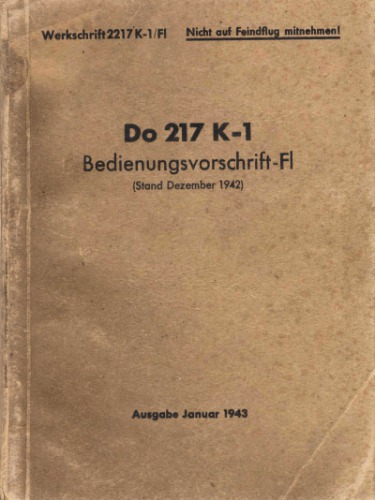 Werkschrift 2217 K-1/Fl
Nicht auf Feindflug mitnehmen!
Do 217 K-1
Bedienungsvorschrift-Fl
(Stand Dezember 1942)
Ausgabe Januar 1943